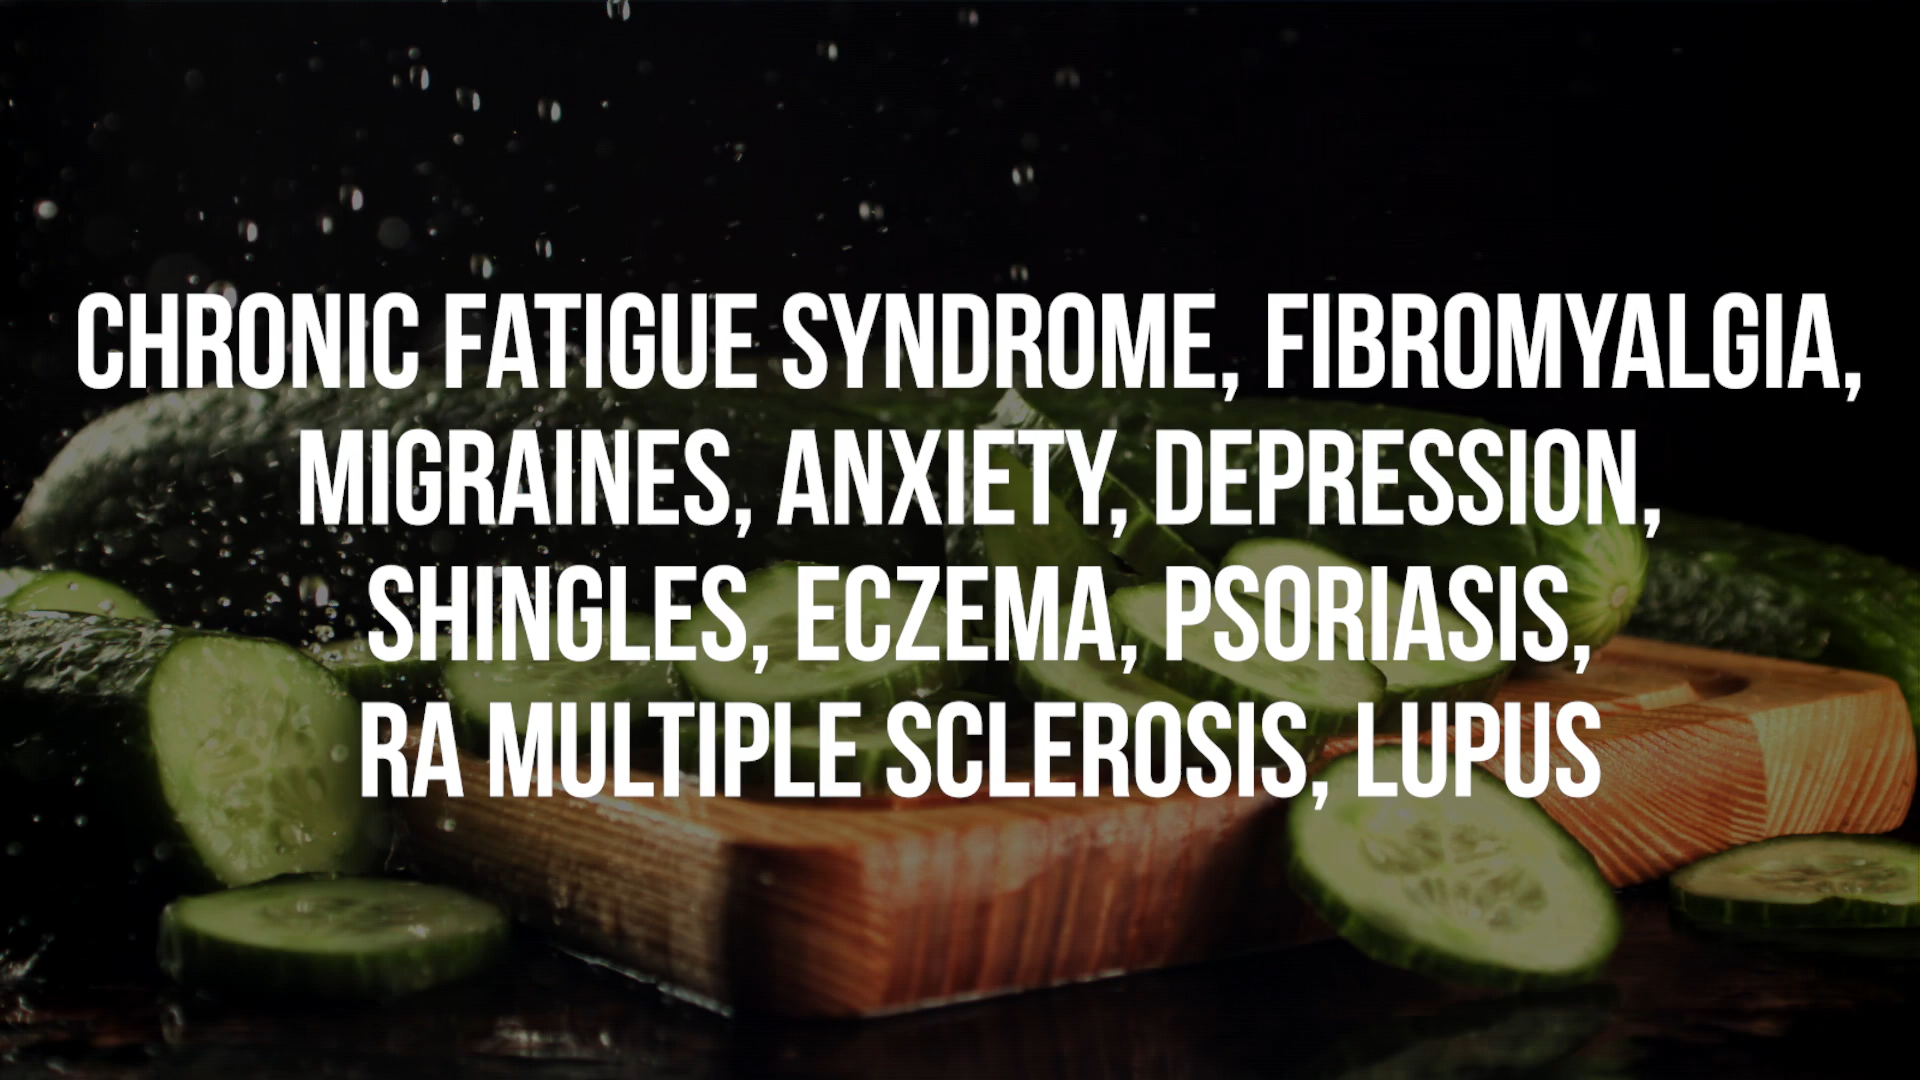 CHRONIC FATIGUE SYNDROME, FIBROMYALGIA,
MIGRAINES, ANXIETY, DEPRESSION,
SHINGLES, ECZEMA, PSORIASIS,
RA MULTIPLE SCLEROSIS, LUPUS